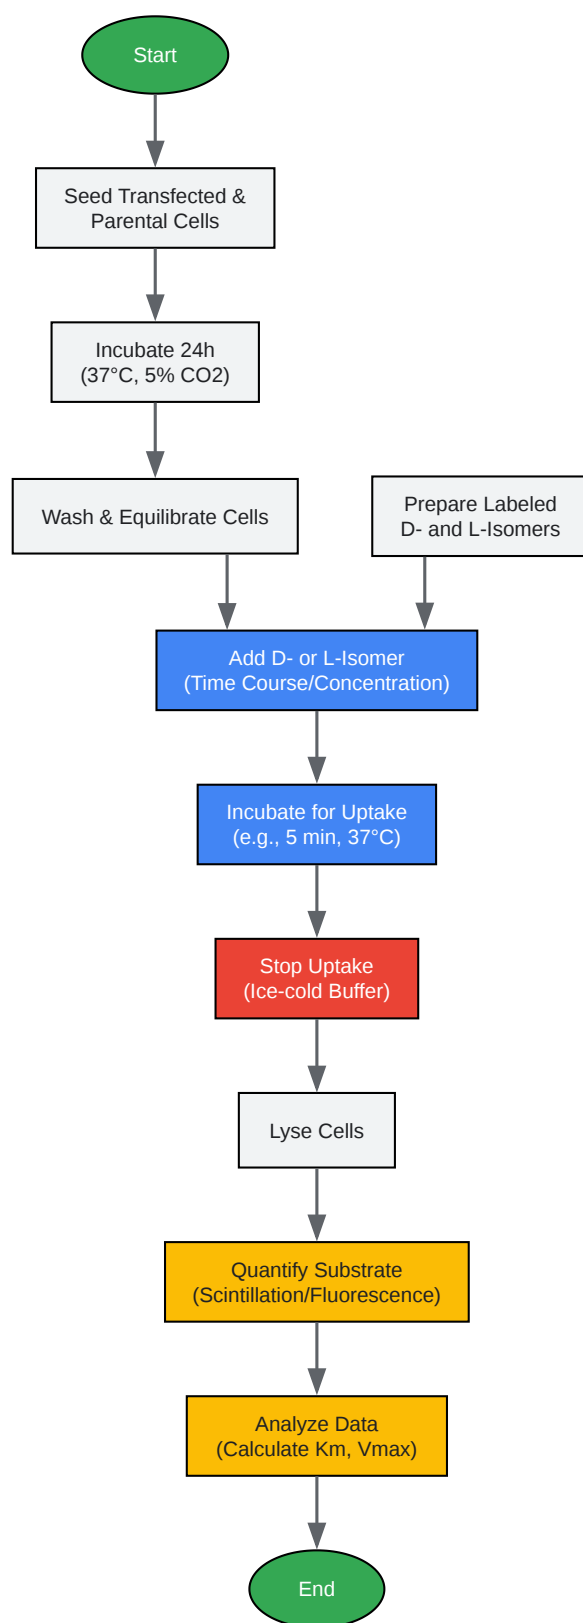 Start
Seed Transfected &
Parental Cells
Incubate 24h
(37°C, 5% CO2)
Wash & Equilibrate Cells
Prepare Labeled
D- and L-Isomers
Add D- or L-Isomer
(Time Course/Concentration)
Incubate for Uptake
(e.g., 5 min, 37°C)
Stop Uptake
(Ice-cold Buffer)
Lyse Cells
Quantify Substrate
(Scintillation/Fluorescence)
Analyze Data
(Calculate Km, Vmax)
End